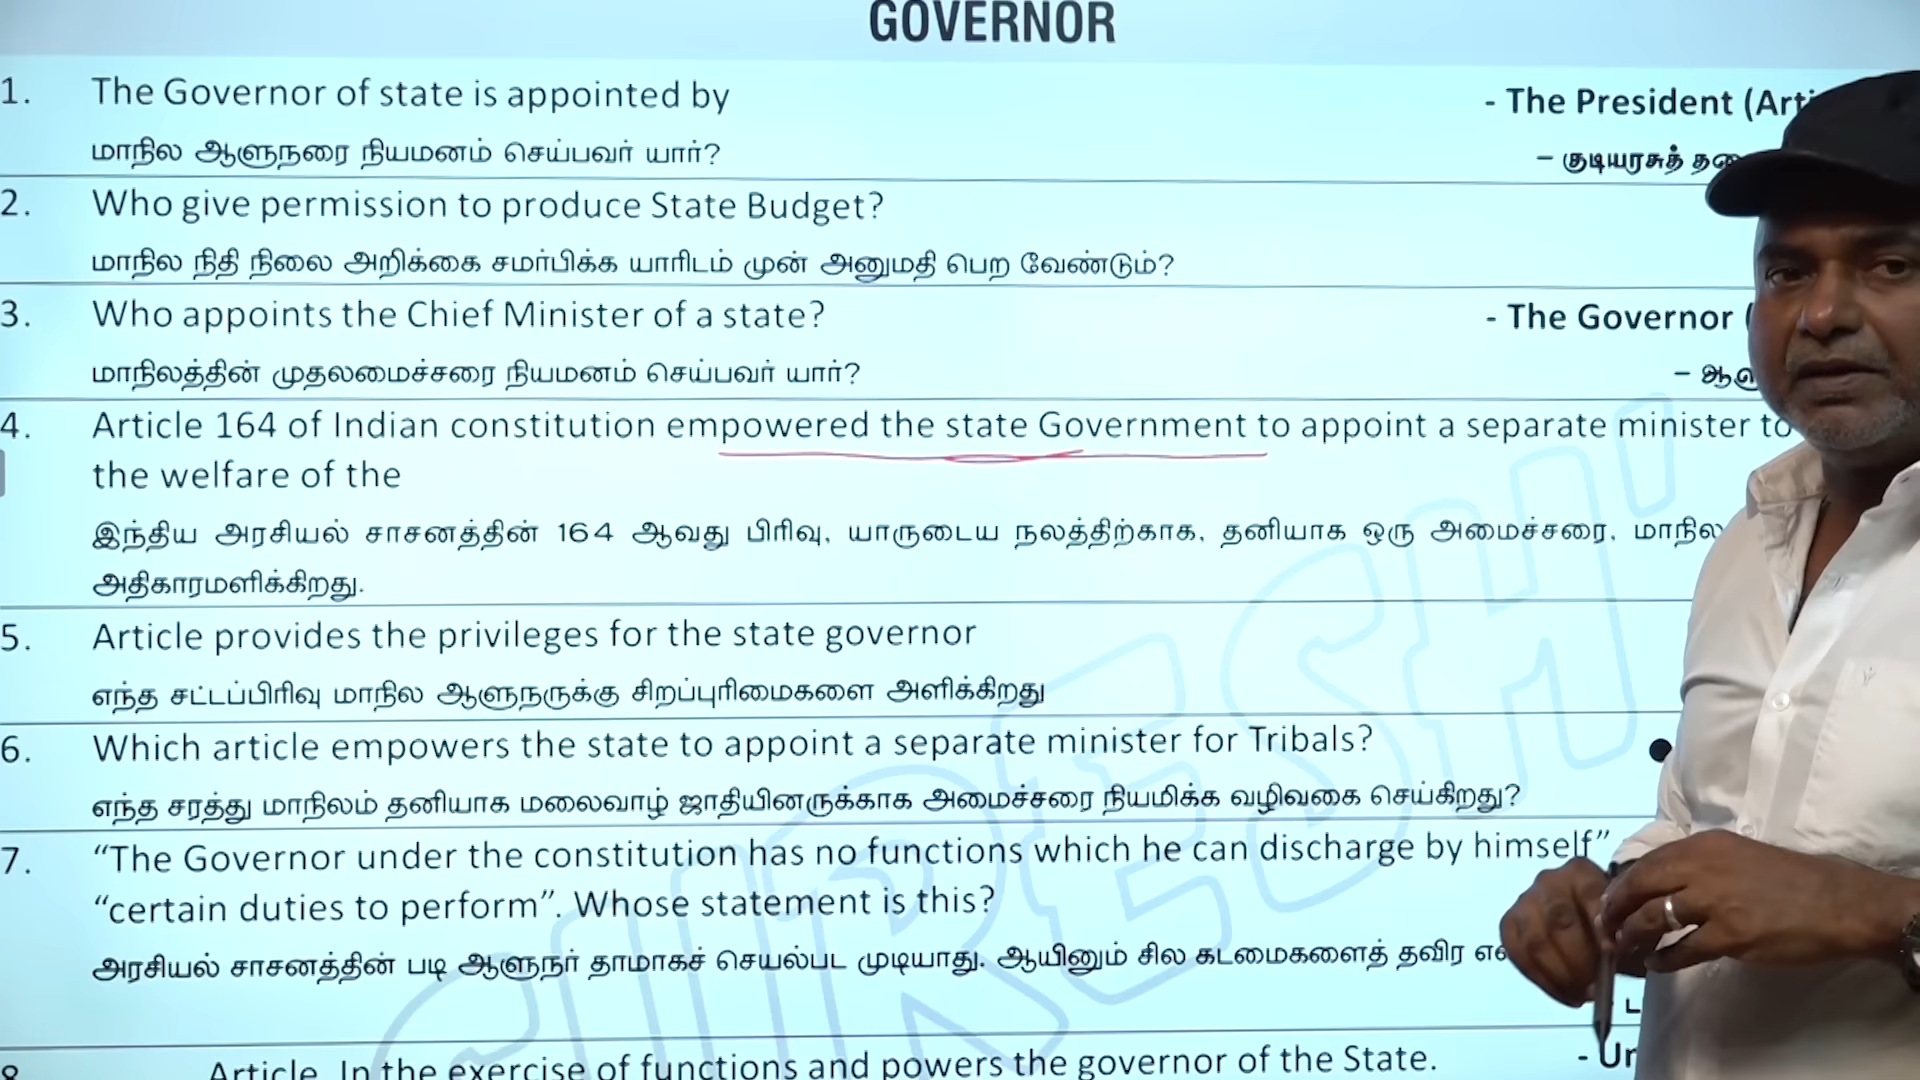 GOVERNOR
1. The Governor of state is appointed by - The President
மாநில ஆளுநரை நியமனம் செய்பவர் யார்? – குடியரசுத்
2. Who give permission to produce State Budget?
மாநில நிதி நிலை அறிக்கை சமர்பிக்க யாரிடம் முன் அனுமதி பெற வேண்டும்?
3. Who appoints the Chief Minister of a state? - The Governor
மாநிலத்தின் முதலமைச்சரை நியமனம் செய்பவர் யார்? –
4. Article 164 of Indian constitution empowered the state Government to appoint a separate minister to
the welfare of the
இந்திய அரசியல் சாசனத்தின் 164 ஆவது பிரிவு, யாருடைய நலத்திற்காக, தனியாக ஒரு அமைச்சரை, மாநில
அதிகாரமளிக்கிறது.
5. Article provides the privileges for the state governor
எந்த சட்டப்பிரிவு மாநில ஆளுநருக்கு சிறப்புரிமைகளை அளிக்கிறது
6. Which article empowers the state to appoint a separate minister for Tribals?
எந்த சரத்து மாநிலம் தனியாக மலைவாழ் ஜாதியினருக்காக அமைச்சரை நியமிக்க வழிவகை செய்கிறது?
7. “The Governor under the constitution has no functions which he can discharge by himself”
“certain duties to perform”. Whose statement is this?
அரசியல் சாசனத்தின் படி ஆளுநர் தாமாகச் செயல்பட முடியாது. ஆயினும் சில கடமைகளைத் தவிர
8. Article. In the exercise of functions and powers the governor of the State. -
SURESH'